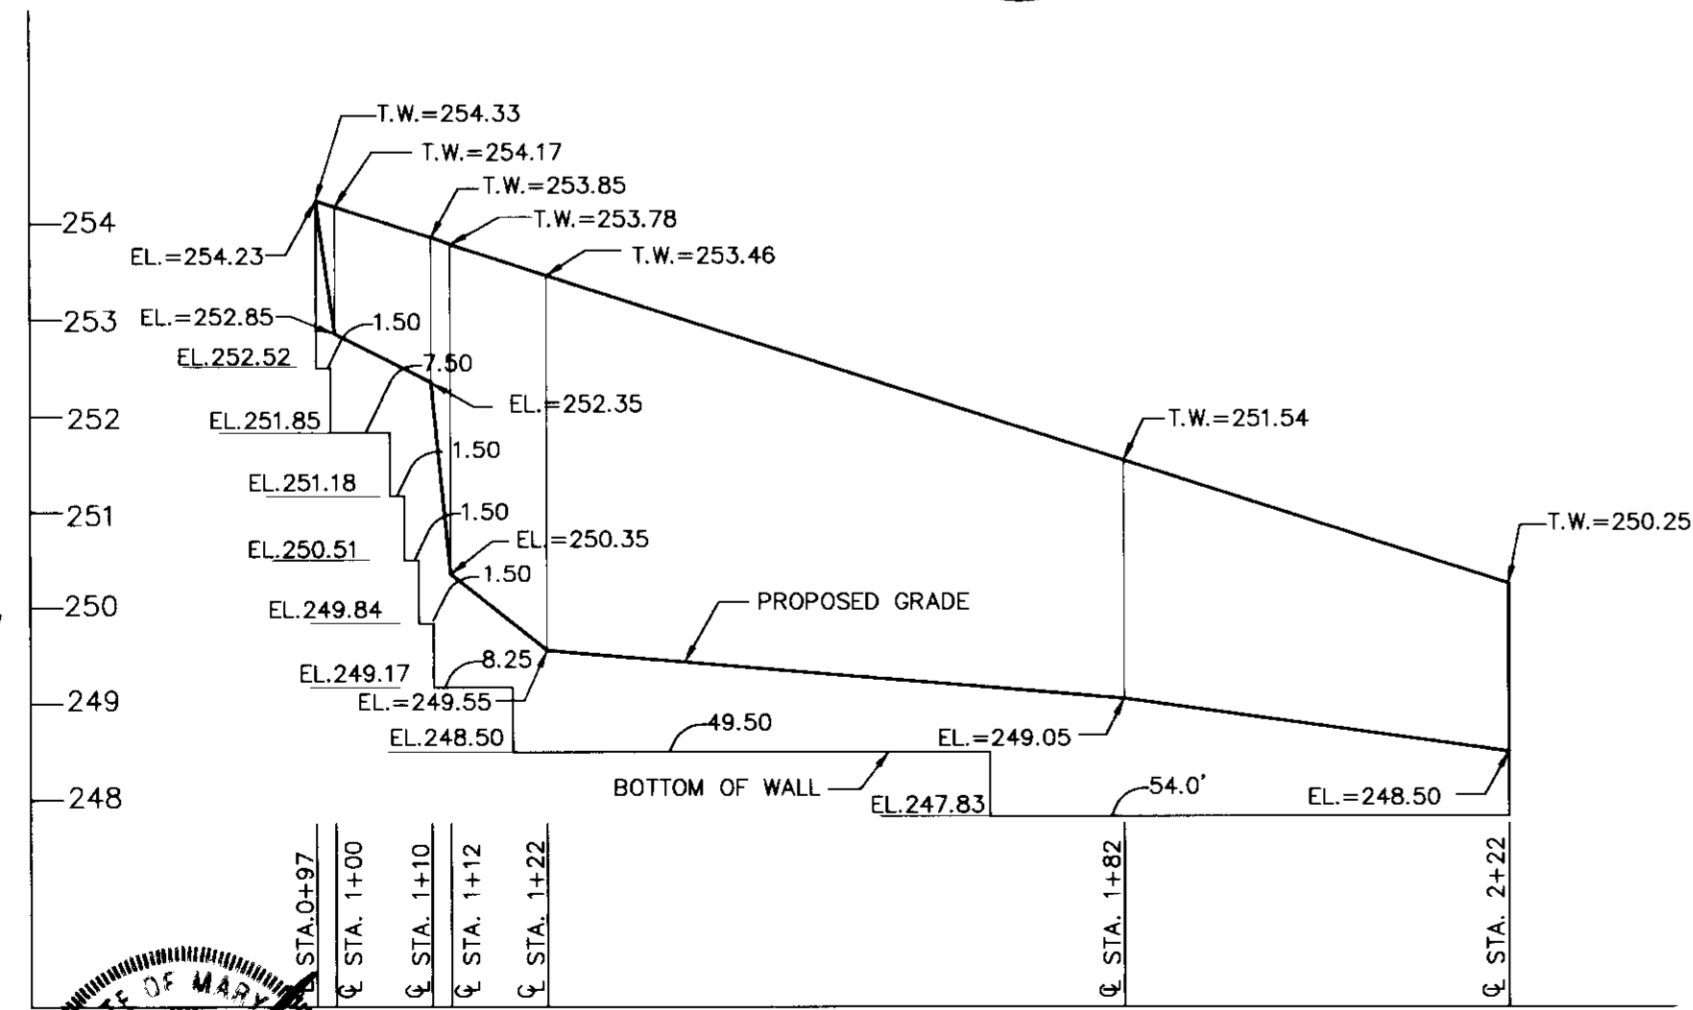 T.W.=254.33
T.W.=254.17
T.W.=253.85
T.W.=253.78
T.W.=253.46
254
EL.=254.23
253
EL.=252.85
1.50
EL.252.52
7.50
EL.=252.35
252
EL.251.85
T.W.=251.54
1.50
EL.251.18
251
1.50
T.W.=250.25
EL.250.51
EL.=250.35
1.50
250
EL.249.84
PROPOSED GRADE
8.25
EL.249.17
249
EL.=249.55
49.50
EL.248.50
EL.=249.05
BOTTOM OF WALL
54.0'
248
EL.247.83
EL.=248.50
STA.0+97
℄ STA. 1+00
℄ STA. 1+10
℄ STA. 1+12
℄ STA. 1+22
℄ STA. 1+82
℄ STA. 2+22
OF MARY